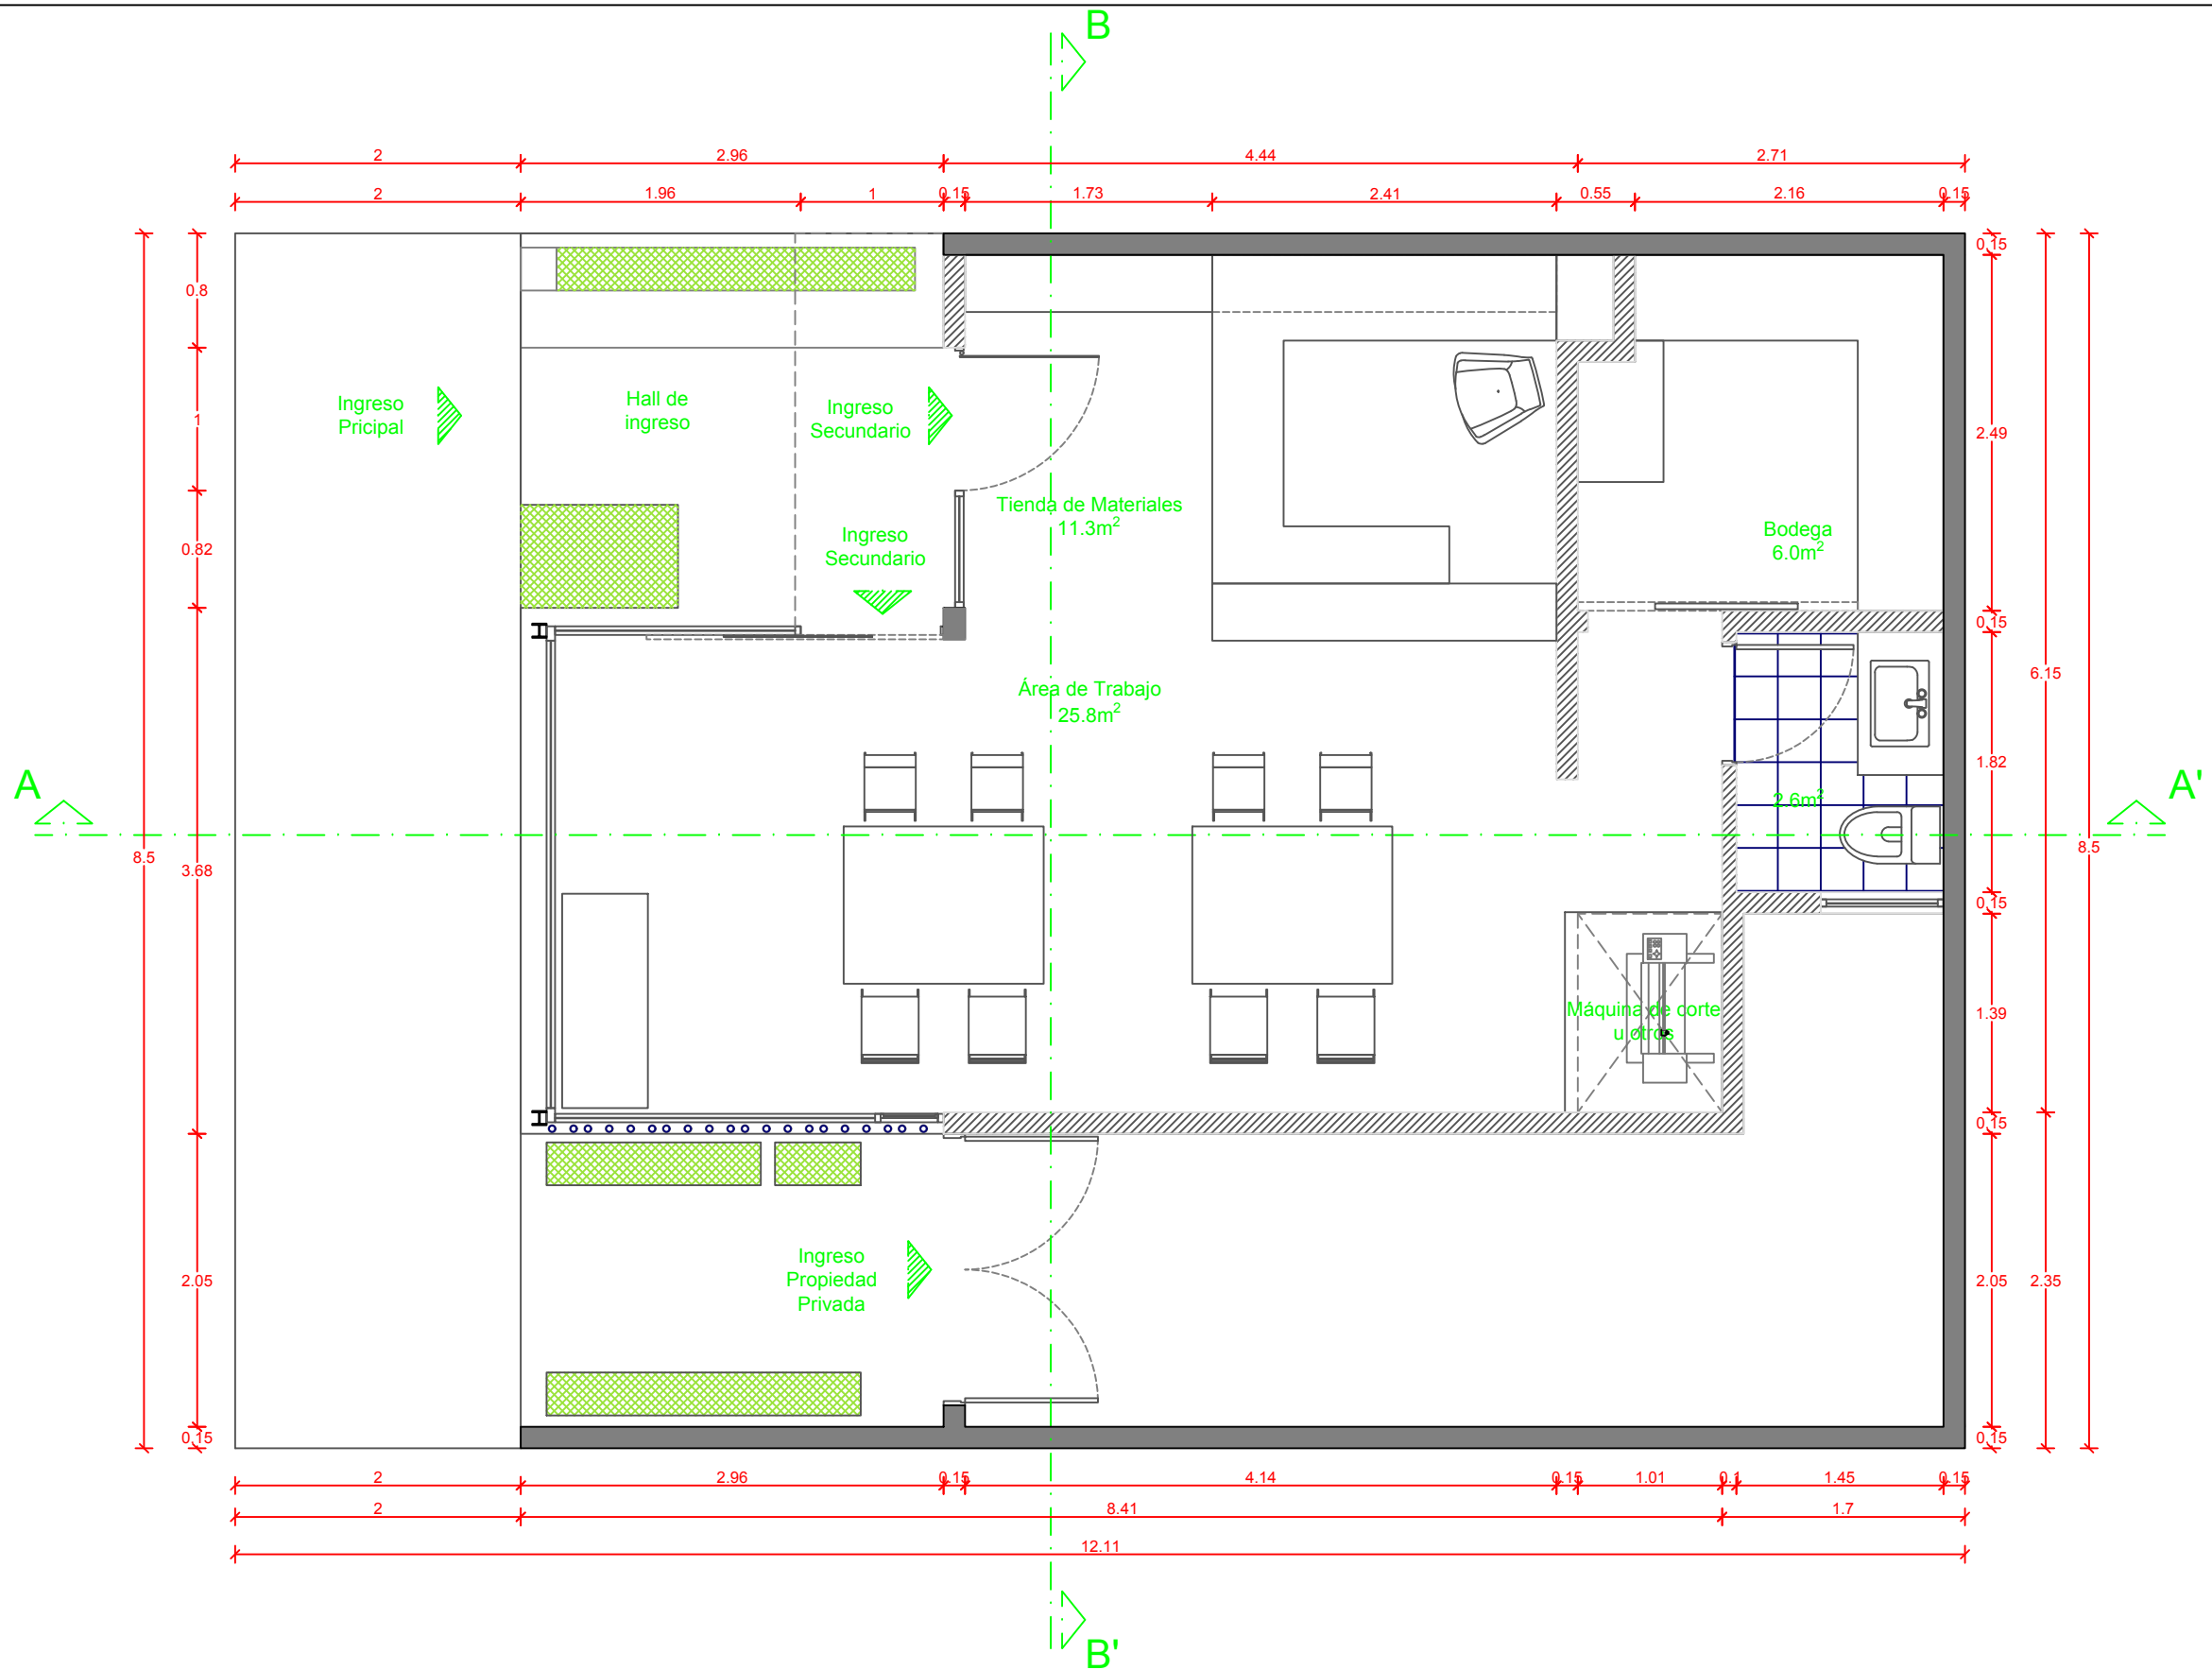 B
2
2.96
4.44
2.71
2
1.96
1
0.15
1.73
2.41
0.55
2.16
0.15
0.15
0.8
Ingreso
Pricipal
Hall de
ingreso
Ingreso
Secundario
1
2.49
Tienda de Materiales
11.3m²
Ingreso
Secundario
Bodega
6.0m²
0.82
0.15
6.15
Área de Trabajo
25.8m²
1.82
A
A'
2.6m²
8.5
8.5
3.68
0.15
Máquina de corte
u otros
1.39
0.15
Ingreso
Propiedad
Privada
2.05
2.05
2.35
0.15
0.15
2
2.96
0.15
4.14
0.15
1.01
0.1
1.45
0.15
2
8.41
1.7
12.11
B'